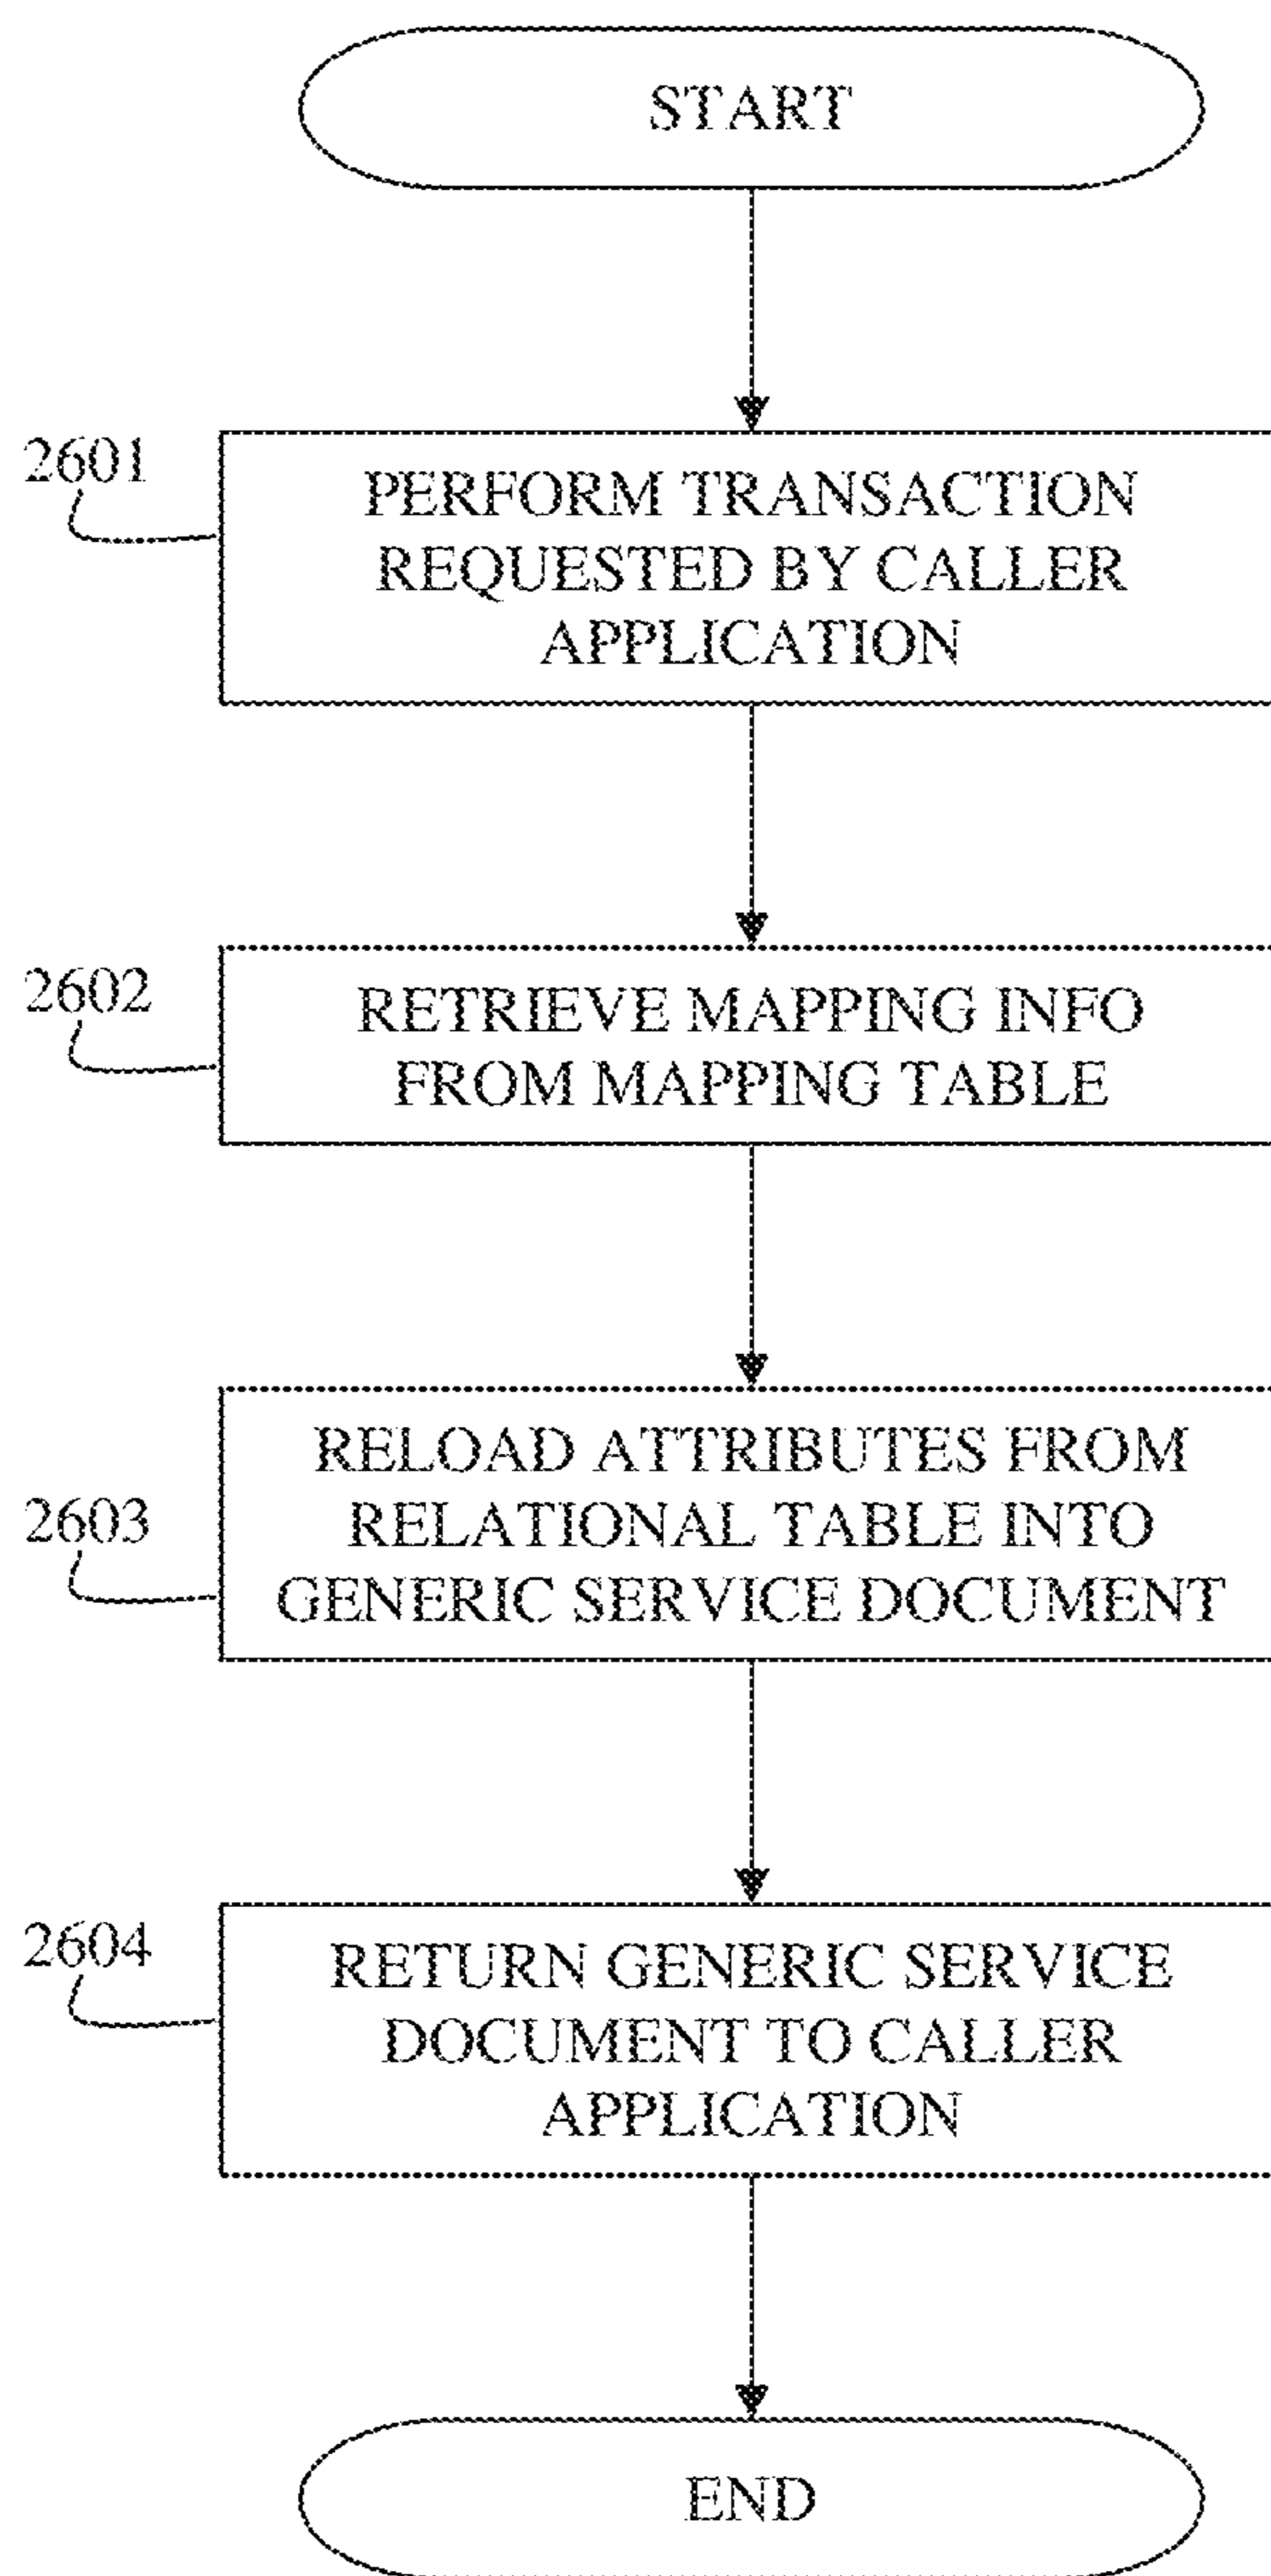 START
2601
PERFORM TRANSACTION
REQUESTED BY CALLER
APPLICATION
2602
RETRIEVE MAPPING INFO
FROM MAPPING TABLE
2603
RELOAD ATTRIBUTES FROM
RELATIONAL TABLE INTO
GENERIC SERVICE DOCUMENT
2604
RETURN GENERIC SERVICE
DOCUMENT TO CALLER
APPLICATION
END